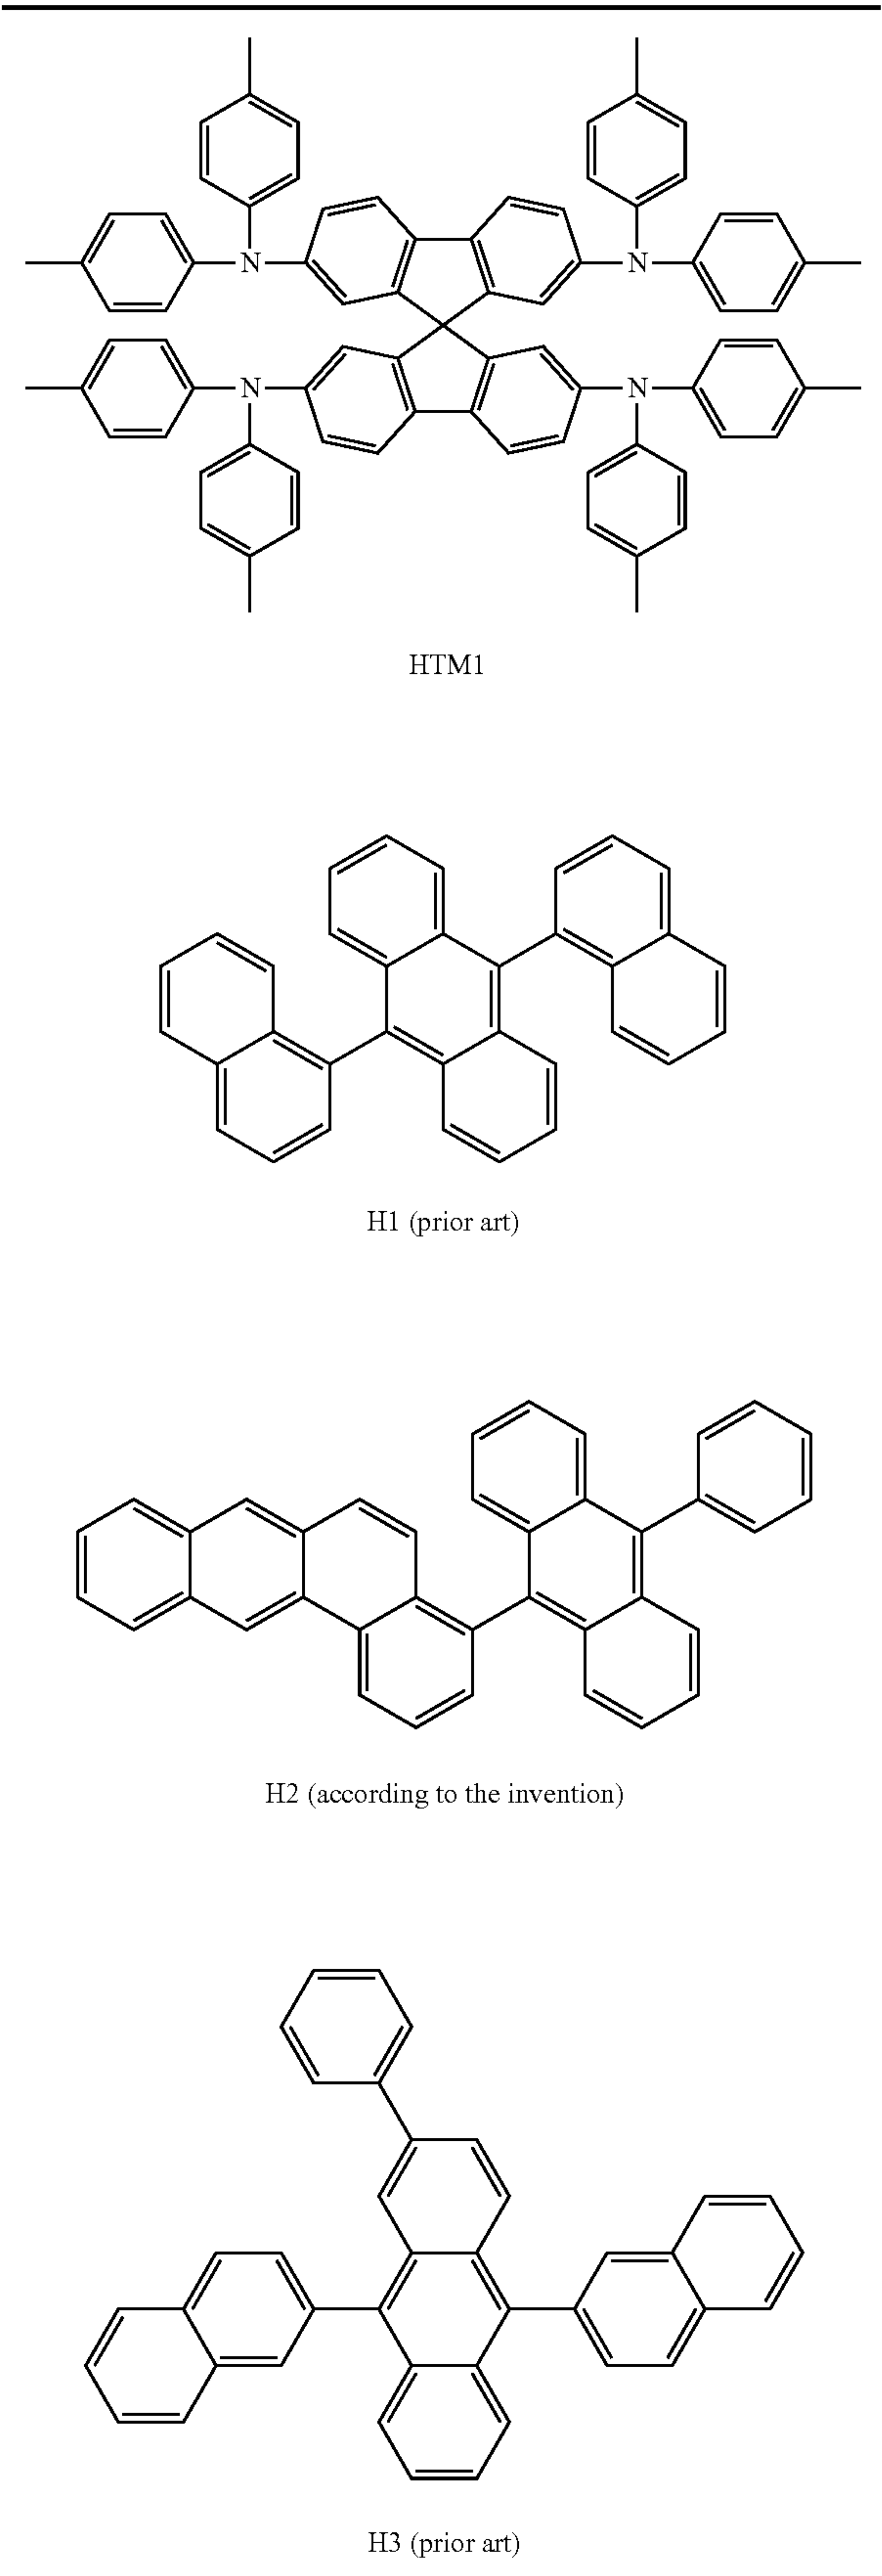 N N
N N
HTM1
H1 (prior art)
H2 (according to the invention)
H3 (prior art)